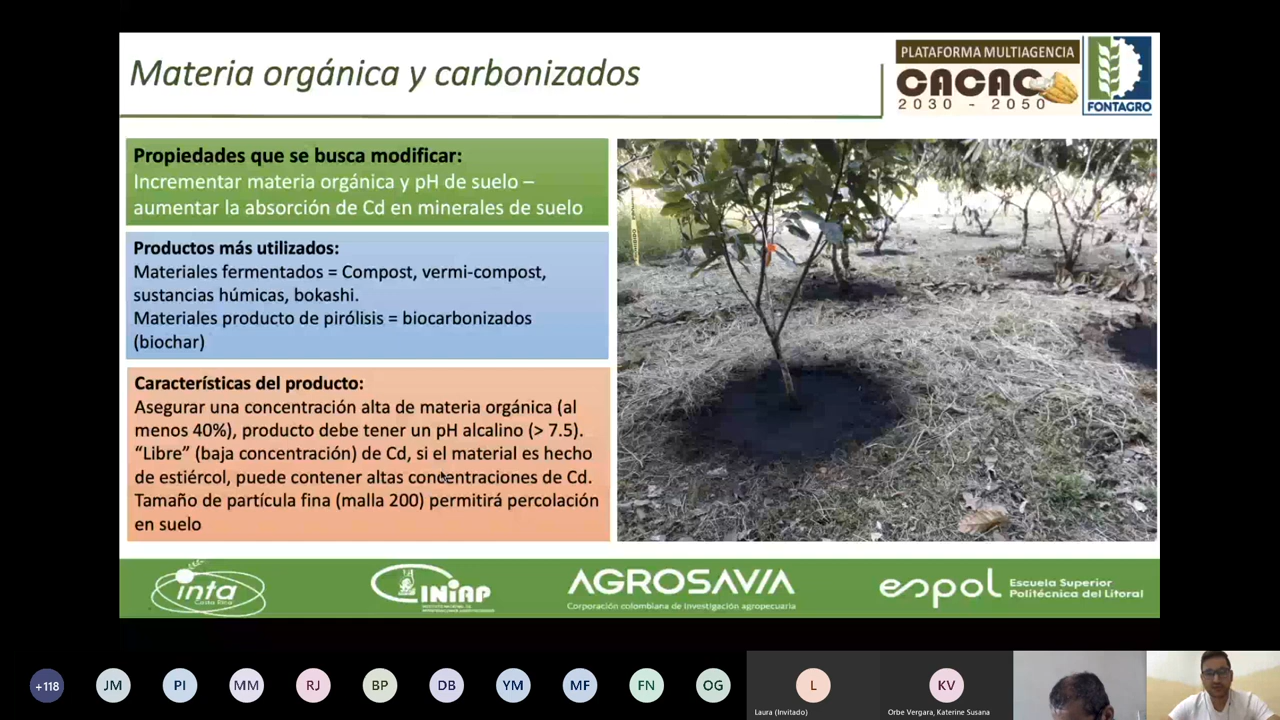 Materia orgánica y carbonizados
PLATAFORMA MULTIAGENCIA
CACAO
2030 - 2050
FONTAGRO
Propiedades que se busca modificar:
Incrementar materia orgánica y pH de suelo –
aumentar la absorción de Cd en minerales de suelo
Productos más utilizados:
Materiales fermentados = Compost, vermi-compost,
sustancias húmicas, bokashi.
Materiales producto de pirólisis = biocarbonizados
(biochar)
Características del producto:
Asegurar una concentración alta de materia orgánica (al
menos 40%), producto debe tener un pH alcalino (> 7.5).
“Libre” (baja concentración) de Cd, si el material es hecho
de estiércol, puede contener altas concentraciones de Cd.
Tamaño de partícula fina (malla 200) permitirá percolación
en suelo
inta
Costa Rica
INIAP
AGROSAVIA
Corporación colombiana de investigación agropecuaria
espol
Escuela Superior
Politécnica del Litoral
+118
JM
PI
MM
RJ
BP
DB
YM
MF
FN
OG
L
KV
Laura (Invitado)
Orbe Vergara, Katerine Susana